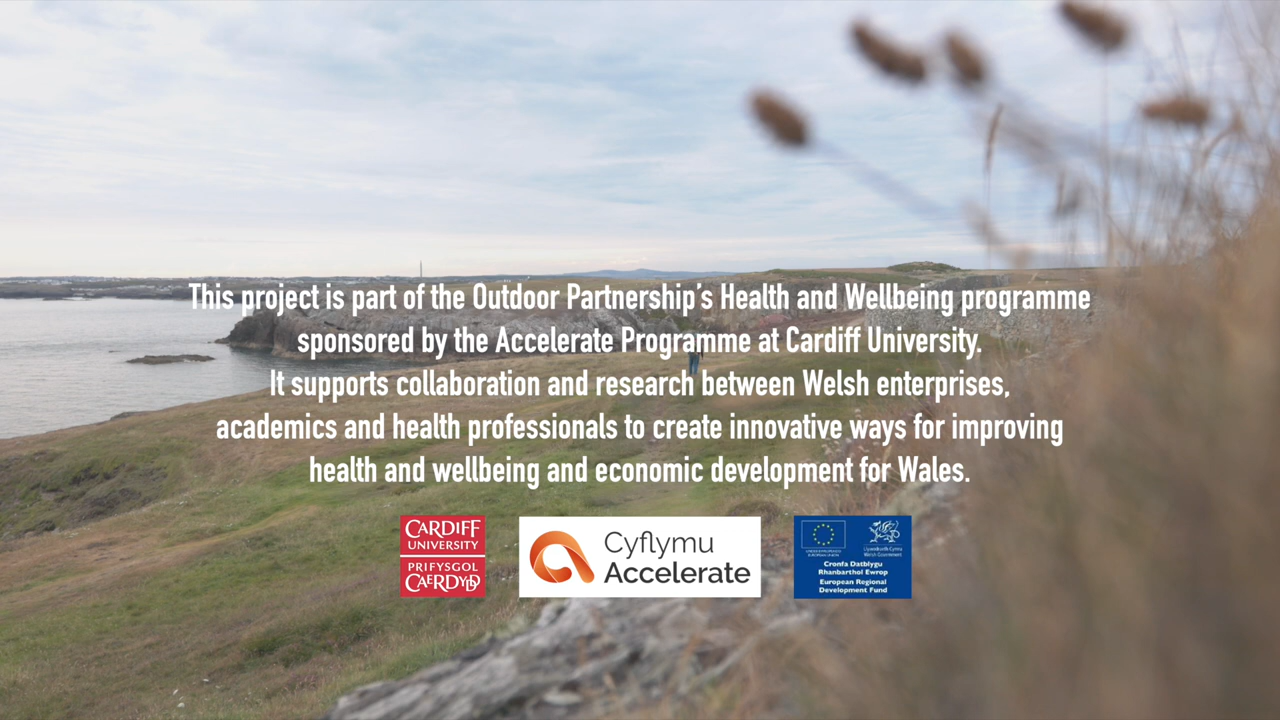 This project is part of the Outdoor Partnership’s Health and Wellbeing programme
sponsored by the Accelerate Programme at Cardiff University.
It supports collaboration and research between Welsh enterprises,
academics and health professionals to create innovative ways for improving
health and wellbeing and economic development for Wales.
CARDIFF
UNIVERSITY
PRIFYSGOL
CAERDYDD
Cyflymu
Accelerate
Llywodraeth Cymru
Welsh Government
EUROPEAN UNION
Cronfa Datblygu
Rhanbarthol Ewrop
European Regional
Development Fund